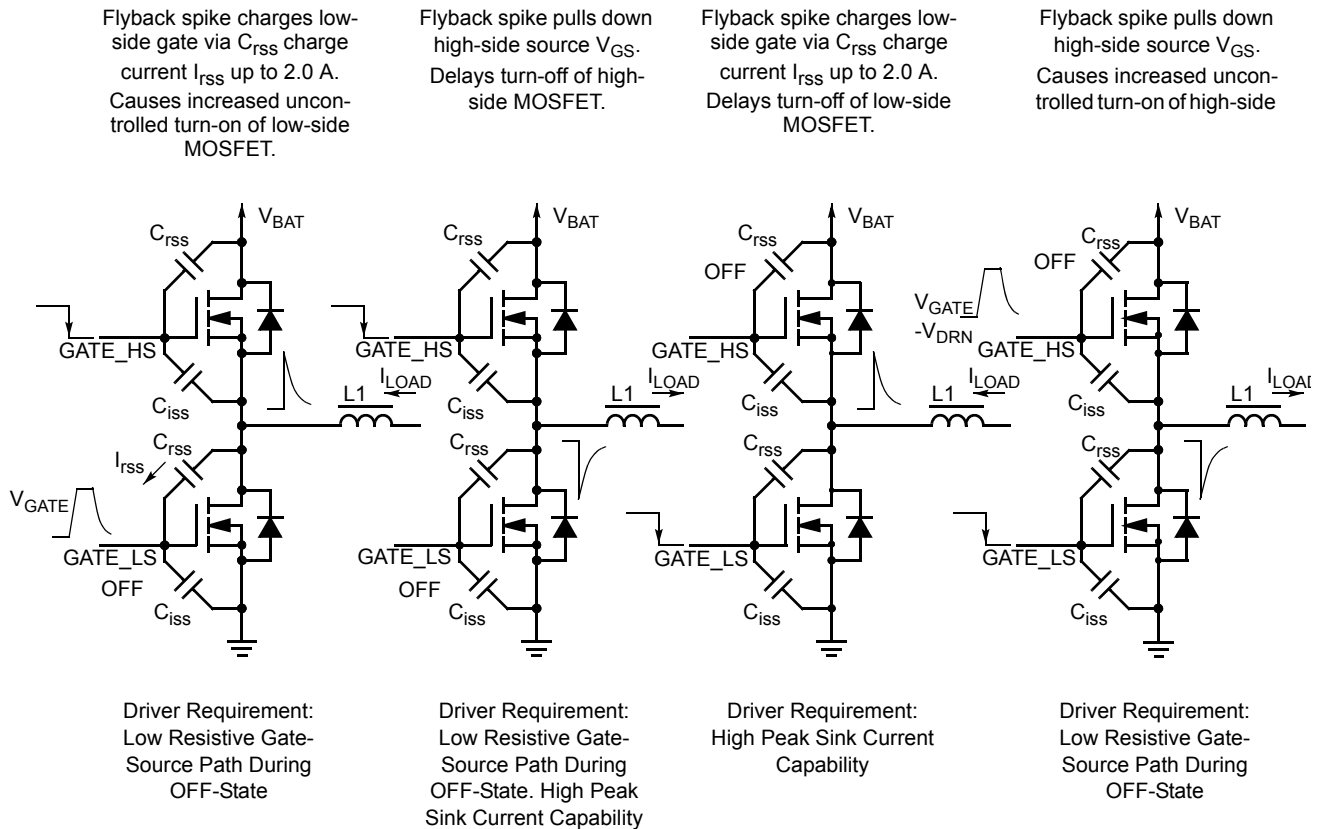 Flyback spike charges low-
side gate via Crss charge
current Irss up to 2.0 A.
Causes increased uncon-
trolled turn-on of low-side
MOSFET.
Flyback spike pulls down
high-side source VGS.
Delays turn-off of high-
side MOSFET.
Flyback spike charges low-
side gate via Crss charge
current Irss up to 2.0 A.
Delays turn-off of low-side
MOSFET.
Flyback spike pulls down
high-side source VGS.
Causes increased uncon-
trolled turn-on of high-side
VBAT
Crss
GATE_HS
Ciss
ILOAD
L1
Crss
Irss
VGATE
GATE_LS
OFF
Ciss
VBAT
Crss
GATE_HS
Ciss
ILOAD
L1
Crss
GATE_LS
OFF
Ciss
VBAT
Crss
OFF
GATE_HS
Ciss
ILOAD
L1
Crss
GATE_LS
Ciss
VBAT
Crss
OFF
VGATE
-VDRN
GATE_HS
Ciss
ILOAD
L1
Crss
GATE_LS
Ciss
Driver Requirement:
Low Resistive Gate-
Source Path During
OFF-State
Driver Requirement:
Low Resistive Gate-
Source Path During
OFF-State. High Peak
Sink Current Capability
Driver Requirement:
High Peak Sink Current
Capability
Driver Requirement:
Low Resistive Gate-
Source Path During
OFF-State